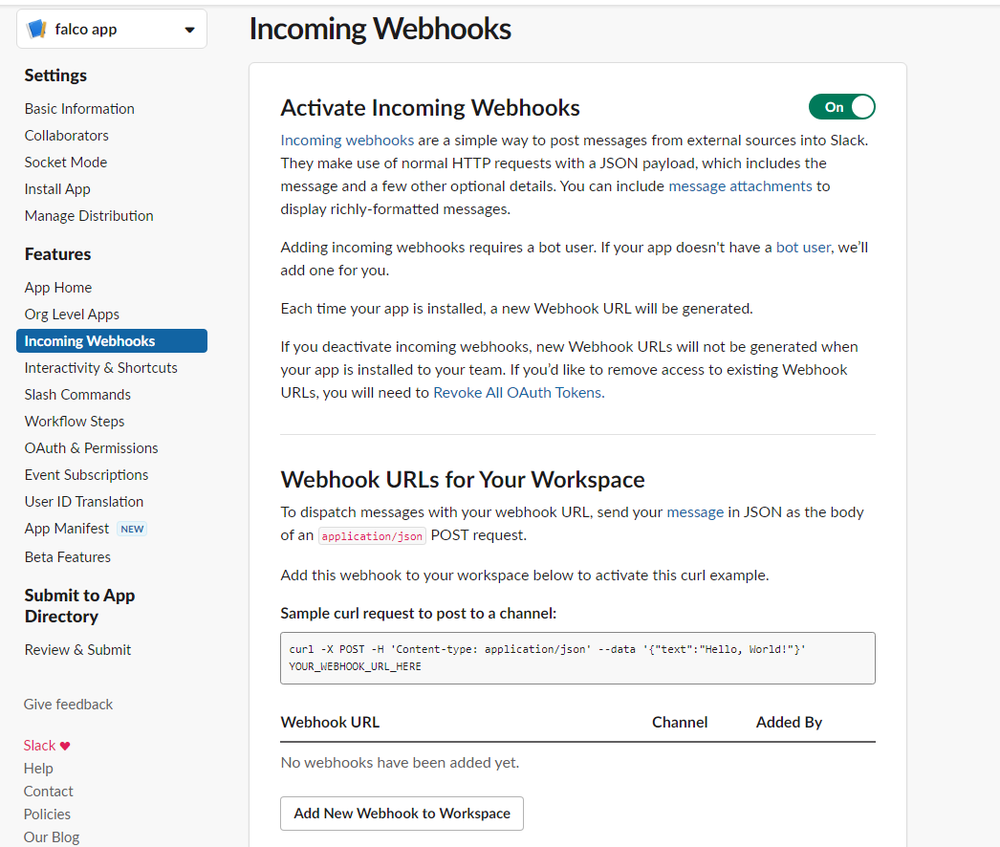 falco app
Settings
Basic Information
Collaborators
Socket Mode
Install App
Manage Distribution
Features
App Home
Org Level Apps
Incoming Webhooks
Interactivity & Shortcuts
Slash Commands
Workflow Steps
OAuth & Permissions
Event Subscriptions
User ID Translation
App Manifest NEW
Beta Features
Submit to App
Directory
Review & Submit
Give feedback
Slack ♥
Help
Contact
Policies
Our Blog
Incoming Webhooks
Activate Incoming Webhooks
On
Incoming webhooks are a simple way to post messages from external sources into Slack.
They make use of normal HTTP requests with a JSON payload, which includes the
message and a few other optional details. You can include message attachments to
display richly-formatted messages.
Adding incoming webhooks requires a bot user. If your app doesn't have a bot user, we’ll
add one for you.
Each time your app is installed, a new Webhook URL will be generated.
If you deactivate incoming webhooks, new Webhook URLs will not be generated when
your app is installed to your team. If you’d like to remove access to existing Webhook
URLs, you will need to Revoke All OAuth Tokens.
Webhook URLs for Your Workspace
To dispatch messages with your webhook URL, send your message in JSON as the body
of an application/json POST request.
Add this webhook to your workspace below to activate this curl example.
Sample curl request to post to a channel:
curl -X POST -H 'Content-type: application/json' --data '{"text":"Hello, World!"}'
YOUR_WEBHOOK_URL_HERE
Webhook URL Channel Added By
No webhooks have been added yet.
Add New Webhook to Workspace